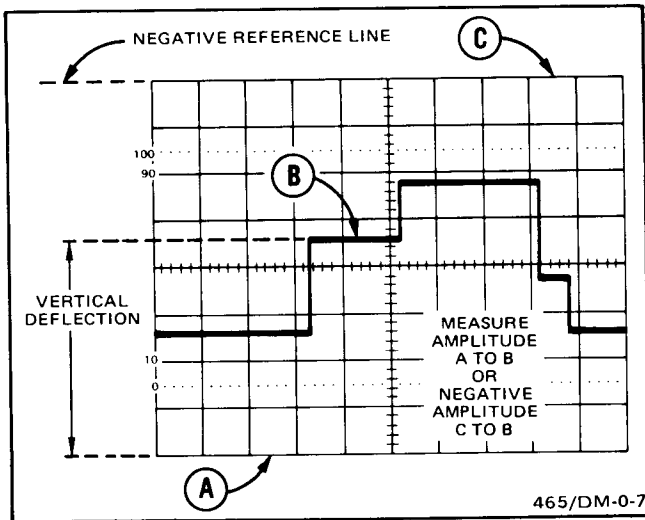 NEGATIVE REFERENCE LINE
C
100
90
B
VERTICAL
DEFLECTION
MEASURE
AMPLITUDE
A TO B
OR
NEGATIVE
AMPLITUDE
C TO B
10
0
A
465/DM-0-7